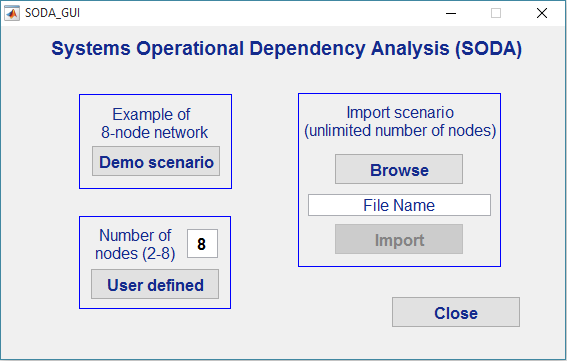 SODA_GUI
Systems Operational Dependency Analysis (SODA)
Example of
8-node network
Demo scenario
Number of
nodes (2-8)
8
User defined
Import scenario
(unlimited number of nodes)
Browse
File Name
Import
Close